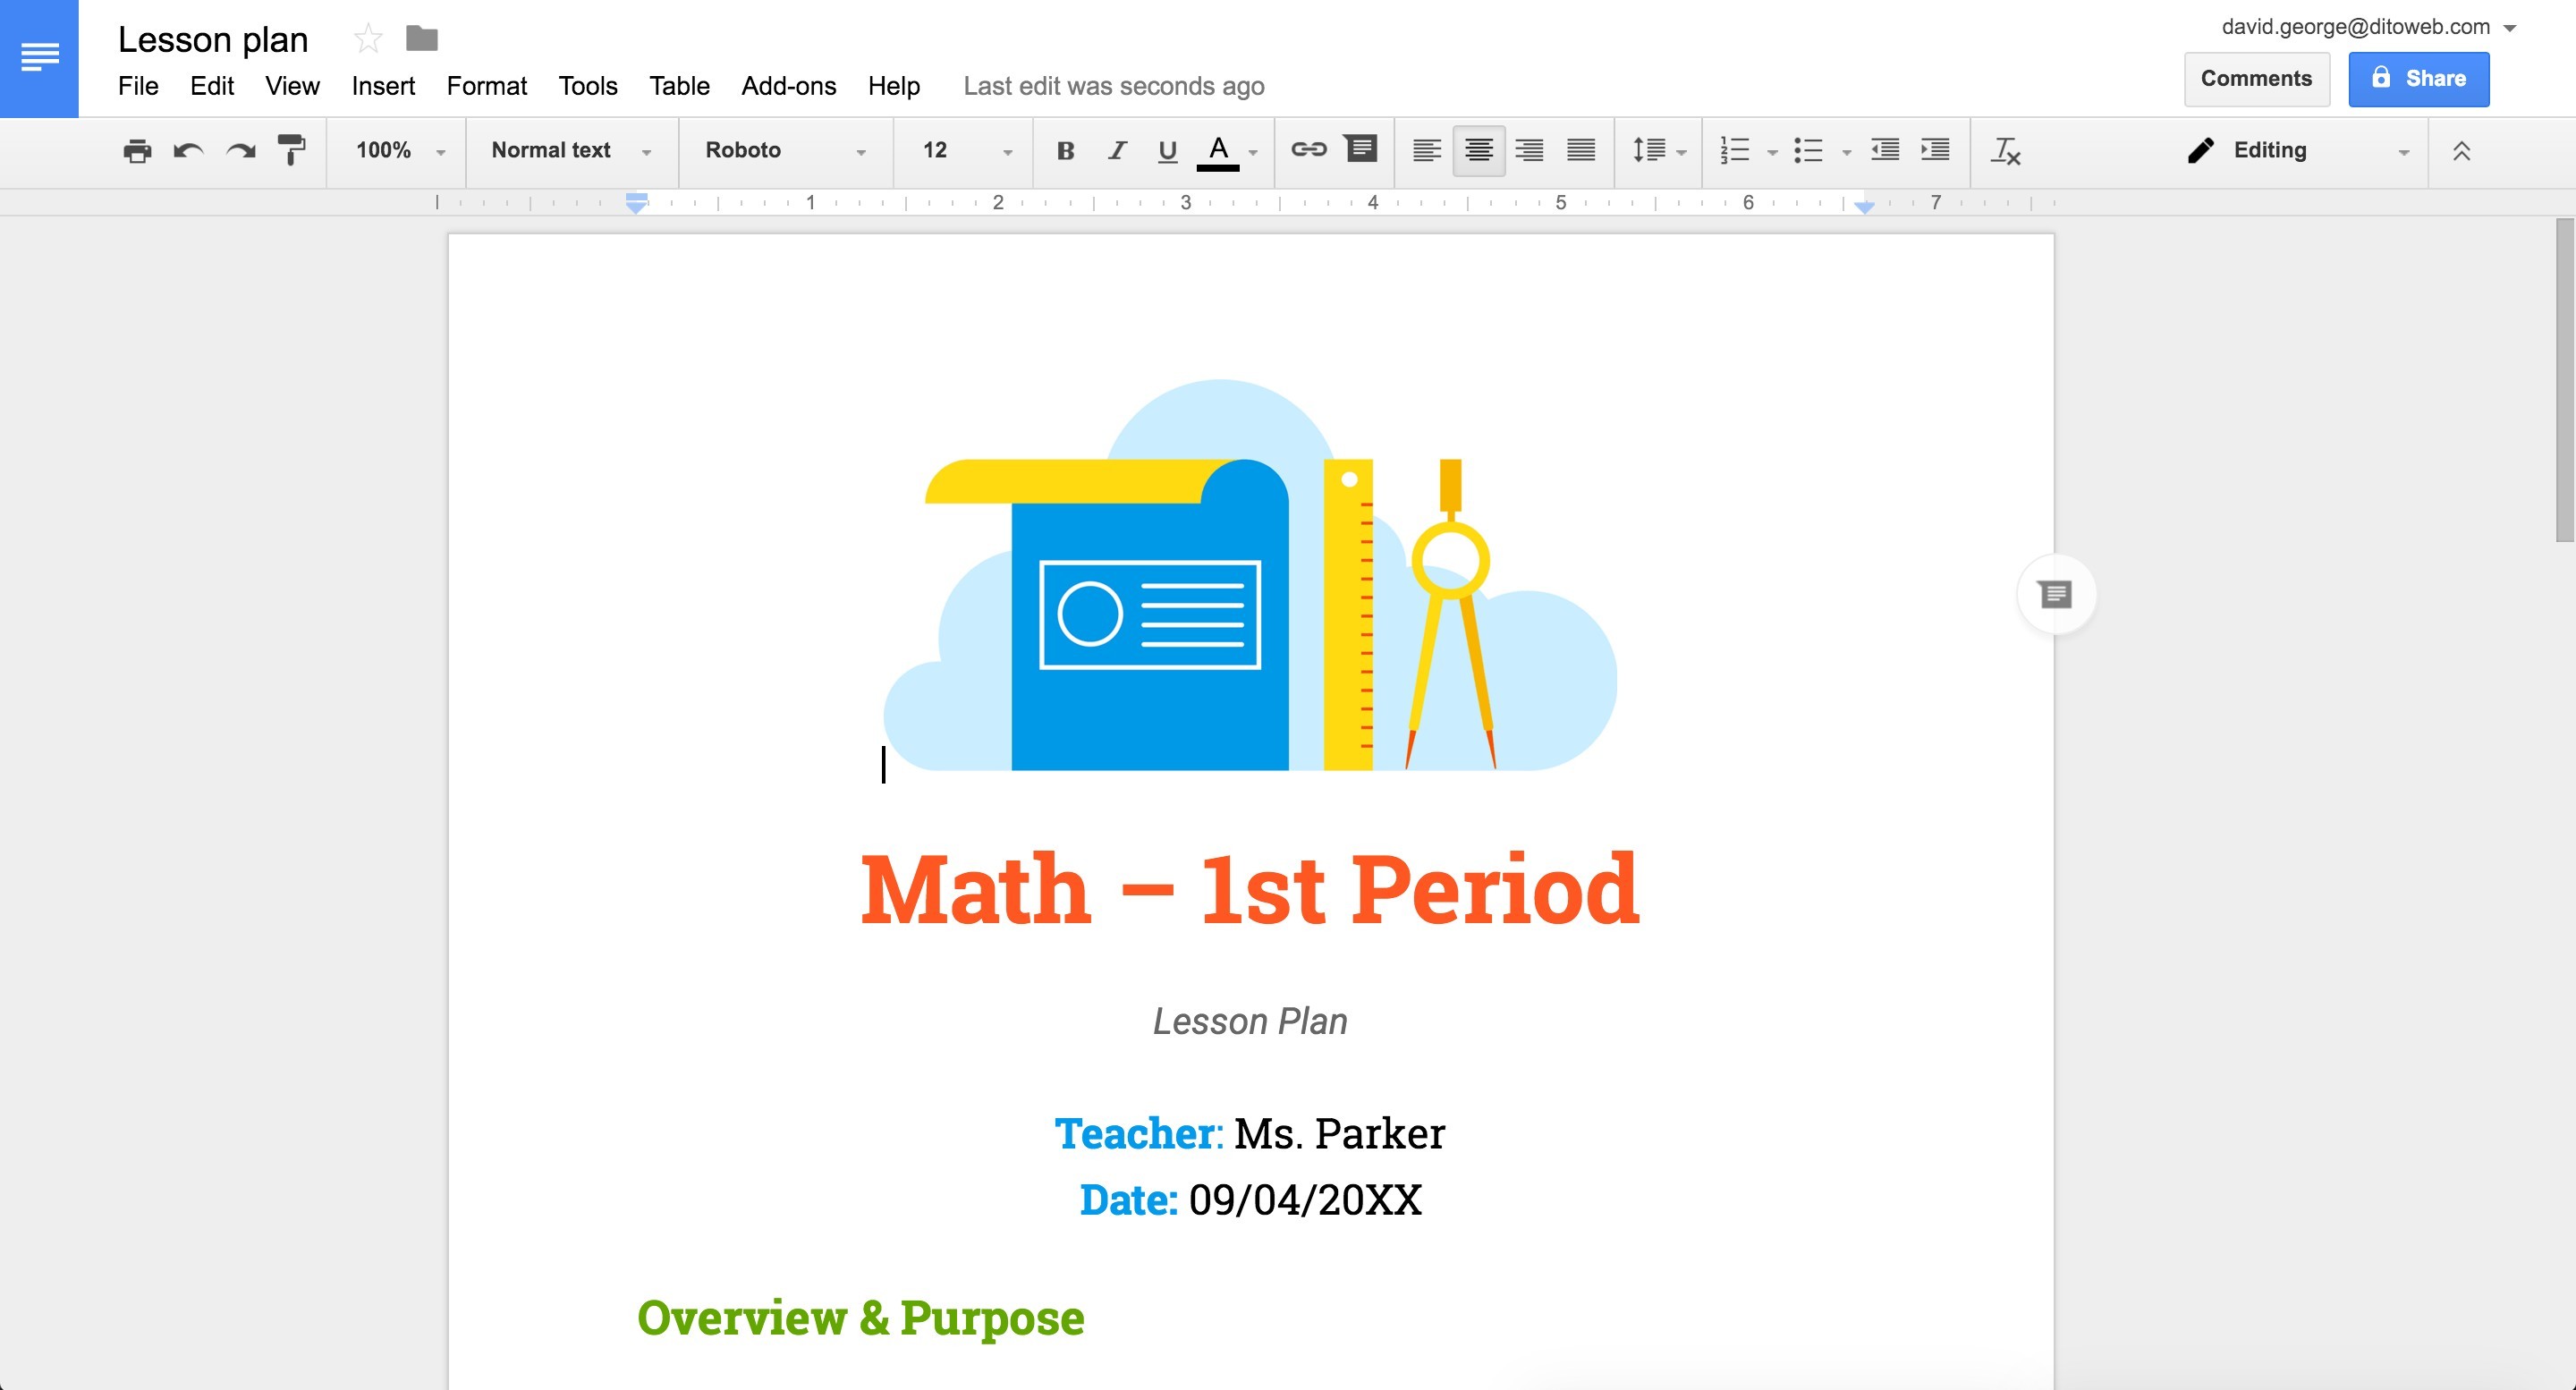 Lesson plan
david.george@ditoweb.com
File Edit View Insert Format Tools Table Add-ons Help Last edit was seconds ago
Comments Share
100% Normal text Roboto 12 B I U A Editing
1 2 3 4 5 6 7
Math – 1st Period
Lesson Plan
Teacher: Ms. Parker
Date: 09/04/20XX
Overview & Purpose